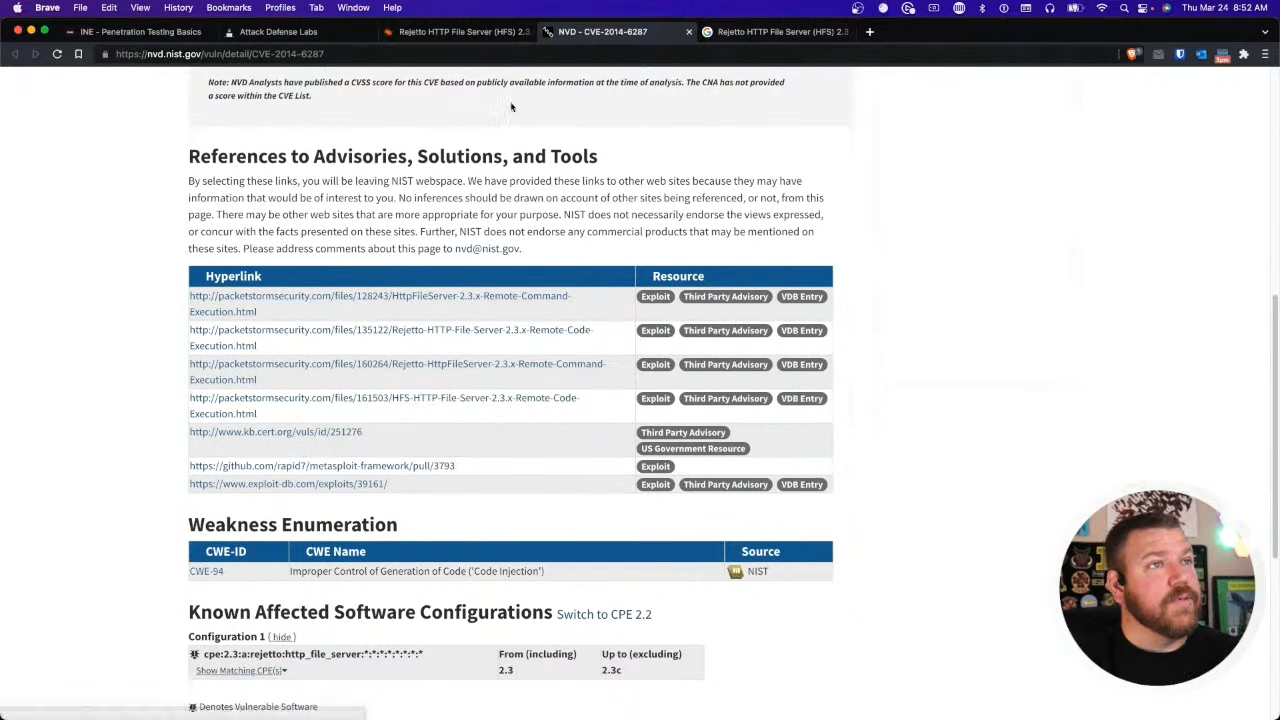 Brave File Edit View History Bookmarks Profiles Tab Window Help Thu Mar 24 8:52 AM
INE - Penetration Testing Basics Attack Defense Labs Rejetto HTTP File Server (HFS) 2.3. NVD - CVE-2014-6287 Rejetto HTTP File Server (HFS) 2.3
https://nvd.nist.gov/vuln/detail/CVE-2014-6287
Note: NVD Analysts have published a CVSS score for this CVE based on publicly available information at the time of analysis. The CNA has not provided
a score within the CVE List.
References to Advisories, Solutions, and Tools
By selecting these links, you will be leaving NIST webspace. We have provided these links to other web sites because they may have
information that would be of interest to you. No inferences should be drawn on account of other sites being referenced, or not, from this
page. There may be other web sites that are more appropriate for your purpose. NIST does not necessarily endorse the views expressed,
or concur with the facts presented on these sites. Further, NIST does not endorse any commercial products that may be mentioned on
these sites. Please address comments about this page to nvd@nist.gov.
Hyperlink Resource
http://packetstormsecurity.com/files/128243/HttpFileServer-2.3.x-Remote-Command-
Execution.html
Exploit Third Party Advisory VDB Entry
http://packetstormsecurity.com/files/135122/Rejetto-HTTP-File-Server-2.3.x-Remote-Code-
Execution.html
Exploit Third Party Advisory VDB Entry
http://packetstormsecurity.com/files/160264/Rejetto-HttpFileServer-2.3.x-Remote-Command-
Execution.html
Exploit Third Party Advisory VDB Entry
http://packetstormsecurity.com/files/161503/HFS-HTTP-File-Server-2.3.x-Remote-Code-
Execution.html
Exploit Third Party Advisory VDB Entry
http://www.kb.cert.org/vuls/id/251276
Third Party Advisory
US Government Resource
https://github.com/rapid7/metasploit-framework/pull/3793 Exploit
https://www.exploit-db.com/exploits/39161/ Exploit Third Party Advisory VDB Entry
Weakness Enumeration
CWE-ID CWE Name Source
CWE-94 Improper Control of Generation of Code ('Code Injection') NIST
Known Affected Software Configurations Switch to CPE 2.2
Configuration 1 ( hide )
cpe:2.3:a:rejetto:http_file_server:*:*:*:*:*:*:*:* From (including) Up to (excluding)
Show Matching CPE(s) 2.3 2.3c
Denotes Vulnerable Software